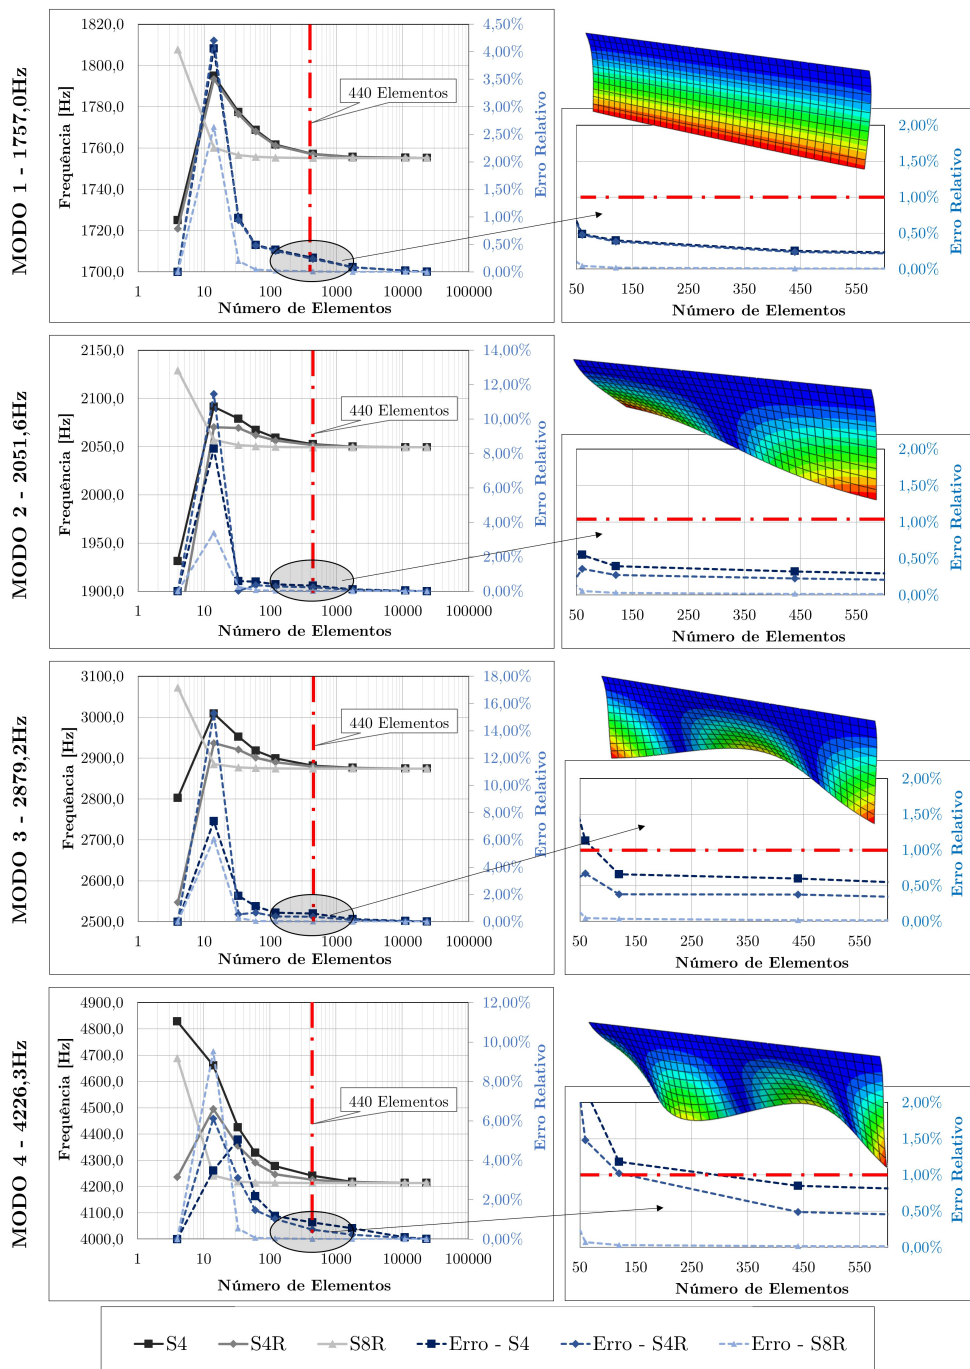 MODO 1 - 1757,0Hz
Frequência [Hz]
1820,0
1800,0
1780,0
1760,0
1740,0
1720,0
1700,0
4,50%
4,00%
3,50%
3,00%
2,50%
2,00%
1,50%
1,00%
0,50%
0,00%
Erro Relativo
440 Elementos
1 10 100 1000 10000 100000
Número de Elementos
2,00%
1,50%
1,00%
0,50%
0,00%
Erro Relativo
50 150 250 350 450 550
Número de Elementos
MODO 2 - 2051,6Hz
Frequência [Hz]
2150,0
2100,0
2050,0
2000,0
1950,0
1900,0
14,00%
12,00%
10,00%
8,00%
6,00%
4,00%
2,00%
0,00%
Erro Relativo
440 Elementos
1 10 100 1000 10000 100000
Número de Elementos
2,00%
1,50%
1,00%
0,50%
0,00%
Erro Relativo
50 150 250 350 450 550
Número de Elementos
MODO 3 - 2879,2Hz
Frequência [Hz]
3100,0
3000,0
2900,0
2800,0
2700,0
2600,0
2500,0
18,00%
16,00%
14,00%
12,00%
10,00%
8,00%
6,00%
4,00%
2,00%
0,00%
Erro Relativo
440 Elementos
1 10 100 1000 10000 100000
Número de Elementos
2,00%
1,50%
1,00%
0,50%
0,00%
Erro Relativo
50 150 250 350 450 550
Número de Elementos
MODO 4 - 4226,3Hz
Frequência [Hz]
4900,0
4800,0
4700,0
4600,0
4500,0
4400,0
4300,0
4200,0
4100,0
4000,0
12,00%
10,00%
8,00%
6,00%
4,00%
2,00%
0,00%
Erro Relativo
440 Elementos
1 10 100 1000 10000 100000
Número de Elementos
2,00%
1,50%
1,00%
0,50%
0,00%
Erro Relativo
50 150 250 350 450 550
Número de Elementos
S4 S4R S8R Erro - S4 Erro - S4R Erro - S8R